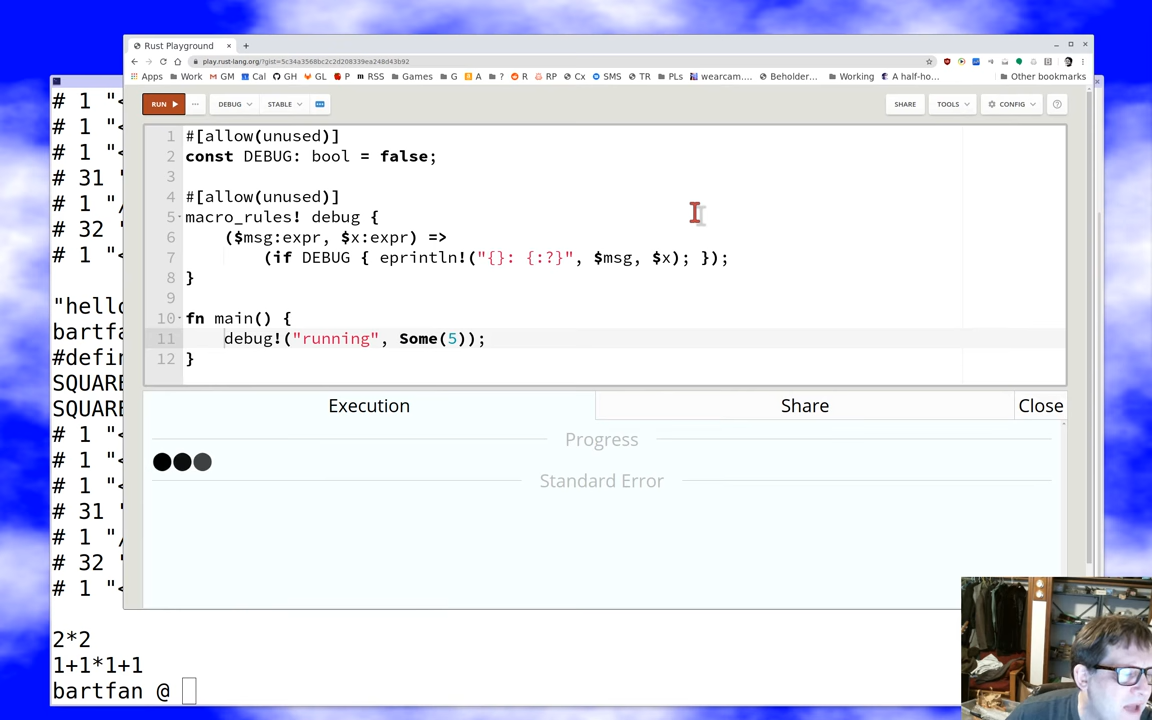 Rust Playground
play.rust-lang.org/?gist=5c34a3568bc2c2d208339ea248d43b92
Apps Work GM Cal GH GL P RSS Games G A ? R RP Cx SMS TR PLs wearcam.... Beholder... Working A half-ho... Other bookmarks
RUN ... DEBUG STABLE SHARE TOOLS CONFIG
1 #[allow(unused)]
2 const DEBUG: bool = false;
3
4 #[allow(unused)]
5 macro_rules! debug {
6 ($msg:expr, $x:expr) =>
7 (if DEBUG { eprintln!("{}: {:?}", $msg, $x); });
8 }
9
10 fn main() {
11 debug!("running", Some(5));
12 }
Execution Share Close
Progress
Standard Error
# 1 "<
# 1 "
# 1 "
# 31 "
# 1 "/
# 32 "
# 1 "<
"hello
bartfan
#define
SQUARE
SQUARE
# 1 "<
# 1 "
# 1 "
# 31 "
# 1 "/
# 32 "
# 1 "<
2*2
1+1*1+1
bartfan @